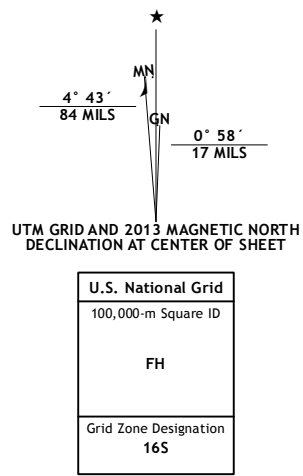 ★
MN
4° 43´
84 MILS
GN
0° 58´
17 MILS
UTM GRID AND 2013 MAGNETIC NORTH
DECLINATION AT CENTER OF SHEET
U.S. National Grid
100,000-m Square ID
FH
Grid Zone Designation
16S